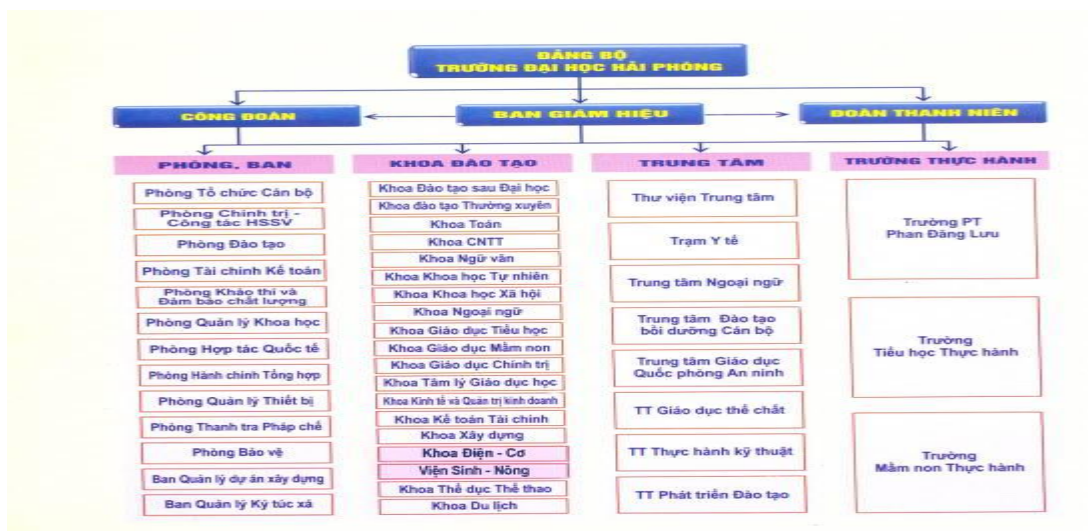 ĐẢNG BỘ
TRƯỜNG ĐẠI HỌC HẢI PHÒNG
CÔNG ĐOÀN
BAN GIÁM HIỆU
ĐOÀN THANH NIÊN
PHÒNG, BAN
Phòng Tổ chức Cán bộ
Phòng Chính trị -
Công tác HSSV
Phòng Đào tạo
Phòng Tài chính Kế toán
Phòng Khảo thí và
Đảm bảo chất lượng
Phòng Quản lý Khoa học
Phòng Hợp tác Quốc tế
Phòng Hành chính Tổng hợp
Phòng Quản lý Thiết bị
Phòng Thanh tra Pháp chế
Phòng Bảo vệ
Ban Quản lý dự án xây dựng
Ban Quản lý Ký túc xá
KHOA ĐÀO TẠO
Khoa Đào tạo sau Đại học
Khoa đào tạo Thường xuyên
Khoa Toán
Khoa CNTT
Khoa Ngữ văn
Khoa Khoa học Tự nhiên
Khoa Khoa học Xã hội
Khoa Ngoại ngữ
Khoa Giáo dục Tiểu học
Khoa Giáo dục Mầm non
Khoa Giáo dục Chính trị
Khoa Tâm lý Giáo dục học
Khoa Kinh tế và Quản trị kinh doanh
Khoa Kế toán Tài chính
Khoa Xây dựng
Khoa Điện - Cơ
Viện Sinh - Nông
Khoa Thể dục Thể thao
Khoa Du lịch
TRUNG TÂM
Thư viện Trung tâm
Trạm Y tế
Trung tâm Ngoại ngữ
Trung tâm Đào tạo
bồi dưỡng Cán bộ
Trung tâm Giáo dục
Quốc phòng An ninh
TT Giáo dục thể chất
TT Thực hành kỹ thuật
TT Phát triển Đào tạo
TRƯỜNG THỰC HÀNH
Trường PT
Phan Đăng Lưu
Trường
Tiểu học Thực hành
Trường
Mầm non Thực hành